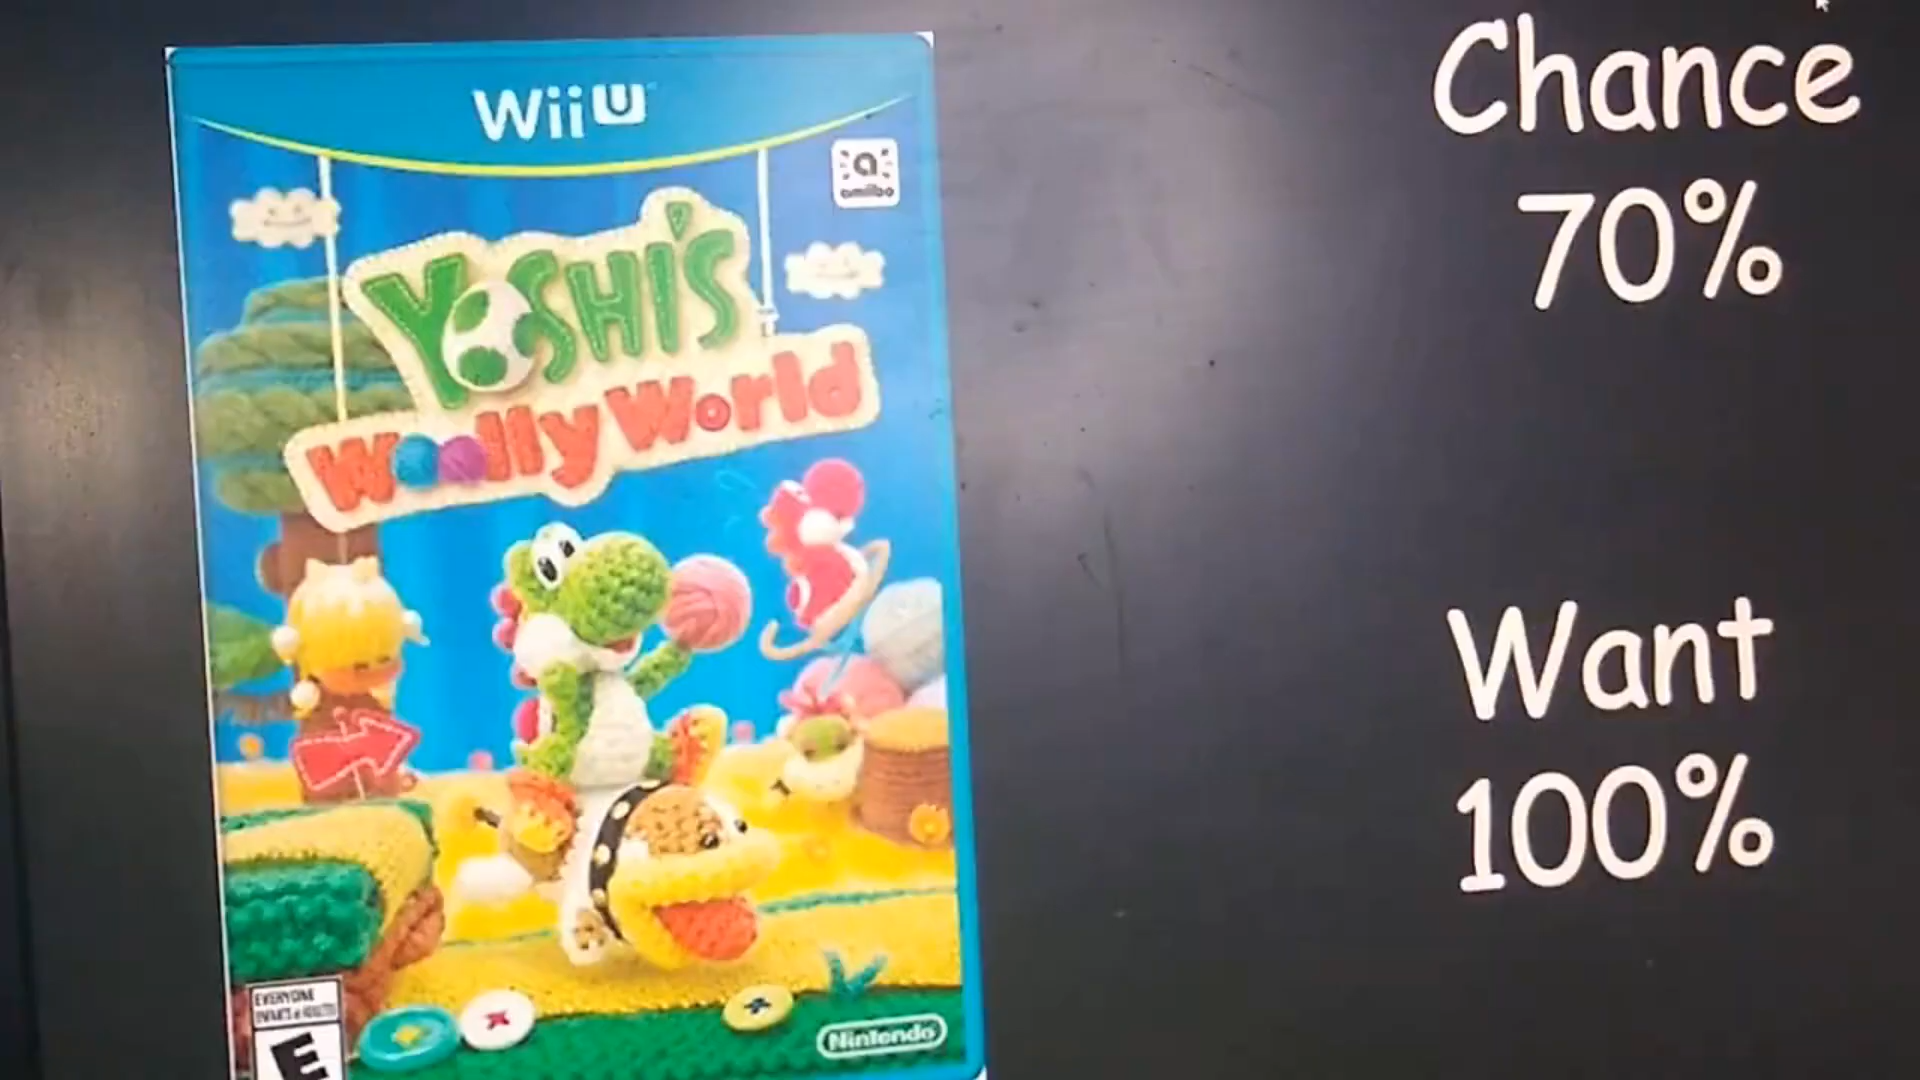 Wii U
amiibo
YOSHI'S
Woolly World
EVERYONE
E
Nintendo
Chance
70%
Want
100%